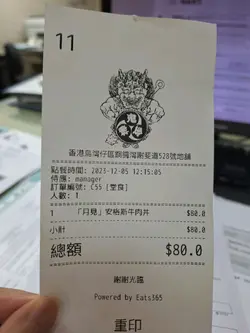 11
香港島灣仔區銅鑼灣謝斐道528號地舖
點餐時間: 2023-12-05 12:15:05
侍應: manager
訂單編號: C55 [堂食]
人數: 1
1 「月見」安格斯牛肉丼 $80.0
小計 $80.0
總額 $80.0
謝謝光臨
Powered by Eats365
重印